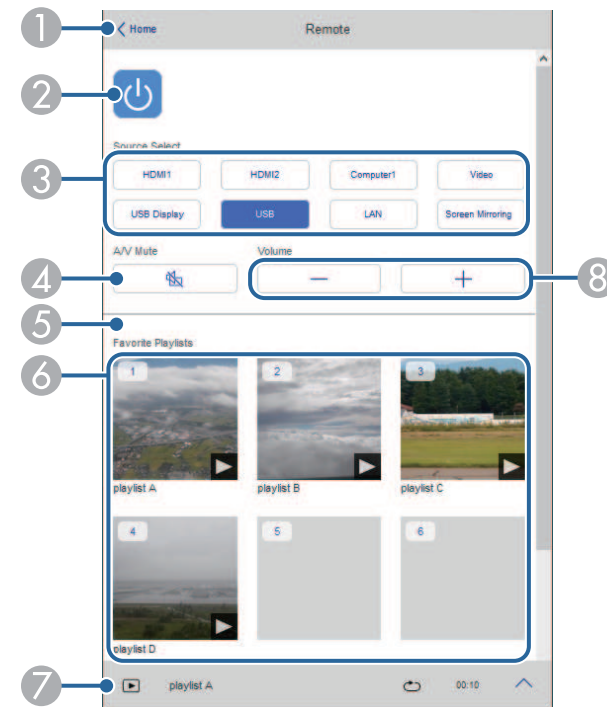 1
Home
Remote
2
Source Select
3
HDMI1 HDMI2 Computer1 Video
USB Display USB LAN Screen Mirroring
A/V Mute Volume
4
8
5
Favorite Playlists
6
1 2 3
playlist A playlist B playlist C
4 5 6
playlist D
7
playlist A 00:10